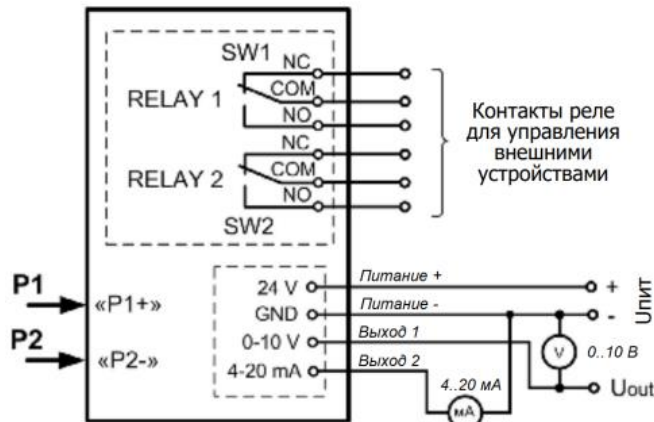 SW1
NC
RELAY 1
COM
NO
NC
RELAY 2
COM
NO
SW2
Контакты реле
для управления
внешними
устройствами
P1
«P1+»
P2
«P2-»
24 V
GND
0-10 V
4-20 mA
Питание +
Питание -
Выход 1
Выход 2
+
-
Uпит
V
0..10 В
4..20 мА
мА
Uout